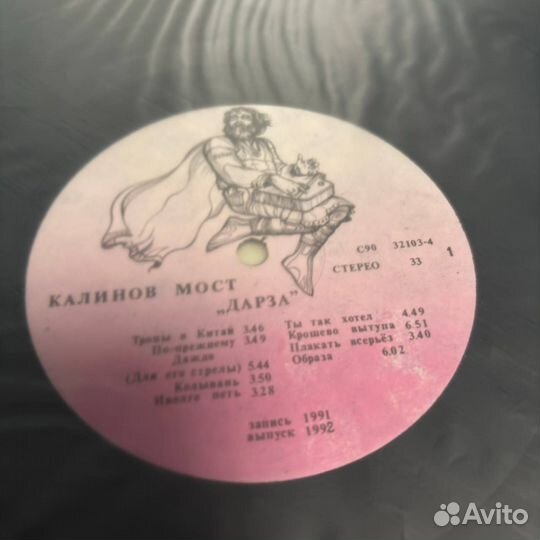 КАЛИНОВ МОСТ
„ДАРЗА"
С90 32103-4
СТЕРЕО 33
1
Тропы в Китай 3.46
По-прежнему 3.49
Дажда
(Для его стрелы) 5.44
Колывань 3.50
Иволге петь 3.28
Ты так хотел 4.49
Крошево вытупа 6.51
Плакать всерьёз 3.40
Образа 6.02
запись 1991
выпуск 1992
Avito